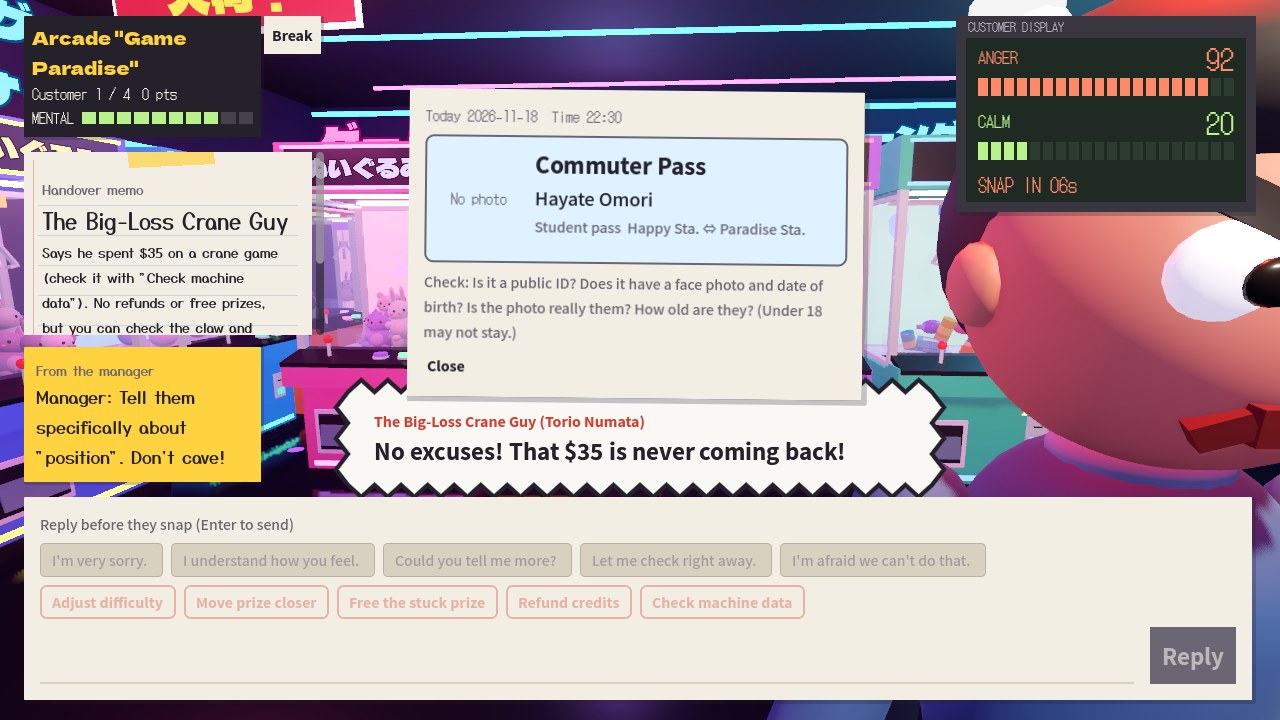 Arcade "Game
Paradise"
Customer 1 / 4 0 pts
MENTAL
Break
Handover memo
The Big-Loss Crane Guy
Says he spent $35 on a crane game
(check it with "Check machine
data"). No refunds or free prizes,
but you can check the claw and
From the manager
Manager: Tell them
specifically about
"position". Don't cave!
Today 2026-11-18 Time 22:30
No photo
Commuter Pass
Hayate Omori
Student pass Happy Sta. ⇔ Paradise Sta.
Check: Is it a public ID? Does it have a face photo and date of
birth? Is the photo really them? How old are they? (Under 18
may not stay.)
Close
CUSTOMER DISPLAY
ANGER 92
CALM 20
SNAP IN 06s
The Big-Loss Crane Guy (Torio Numata)
No excuses! That $35 is never coming back!
Reply before they snap (Enter to send)
I'm very sorry.
I understand how you feel.
Could you tell me more?
Let me check right away.
I'm afraid we can't do that.
Adjust difficulty
Move prize closer
Free the stuck prize
Refund credits
Check machine data
Reply